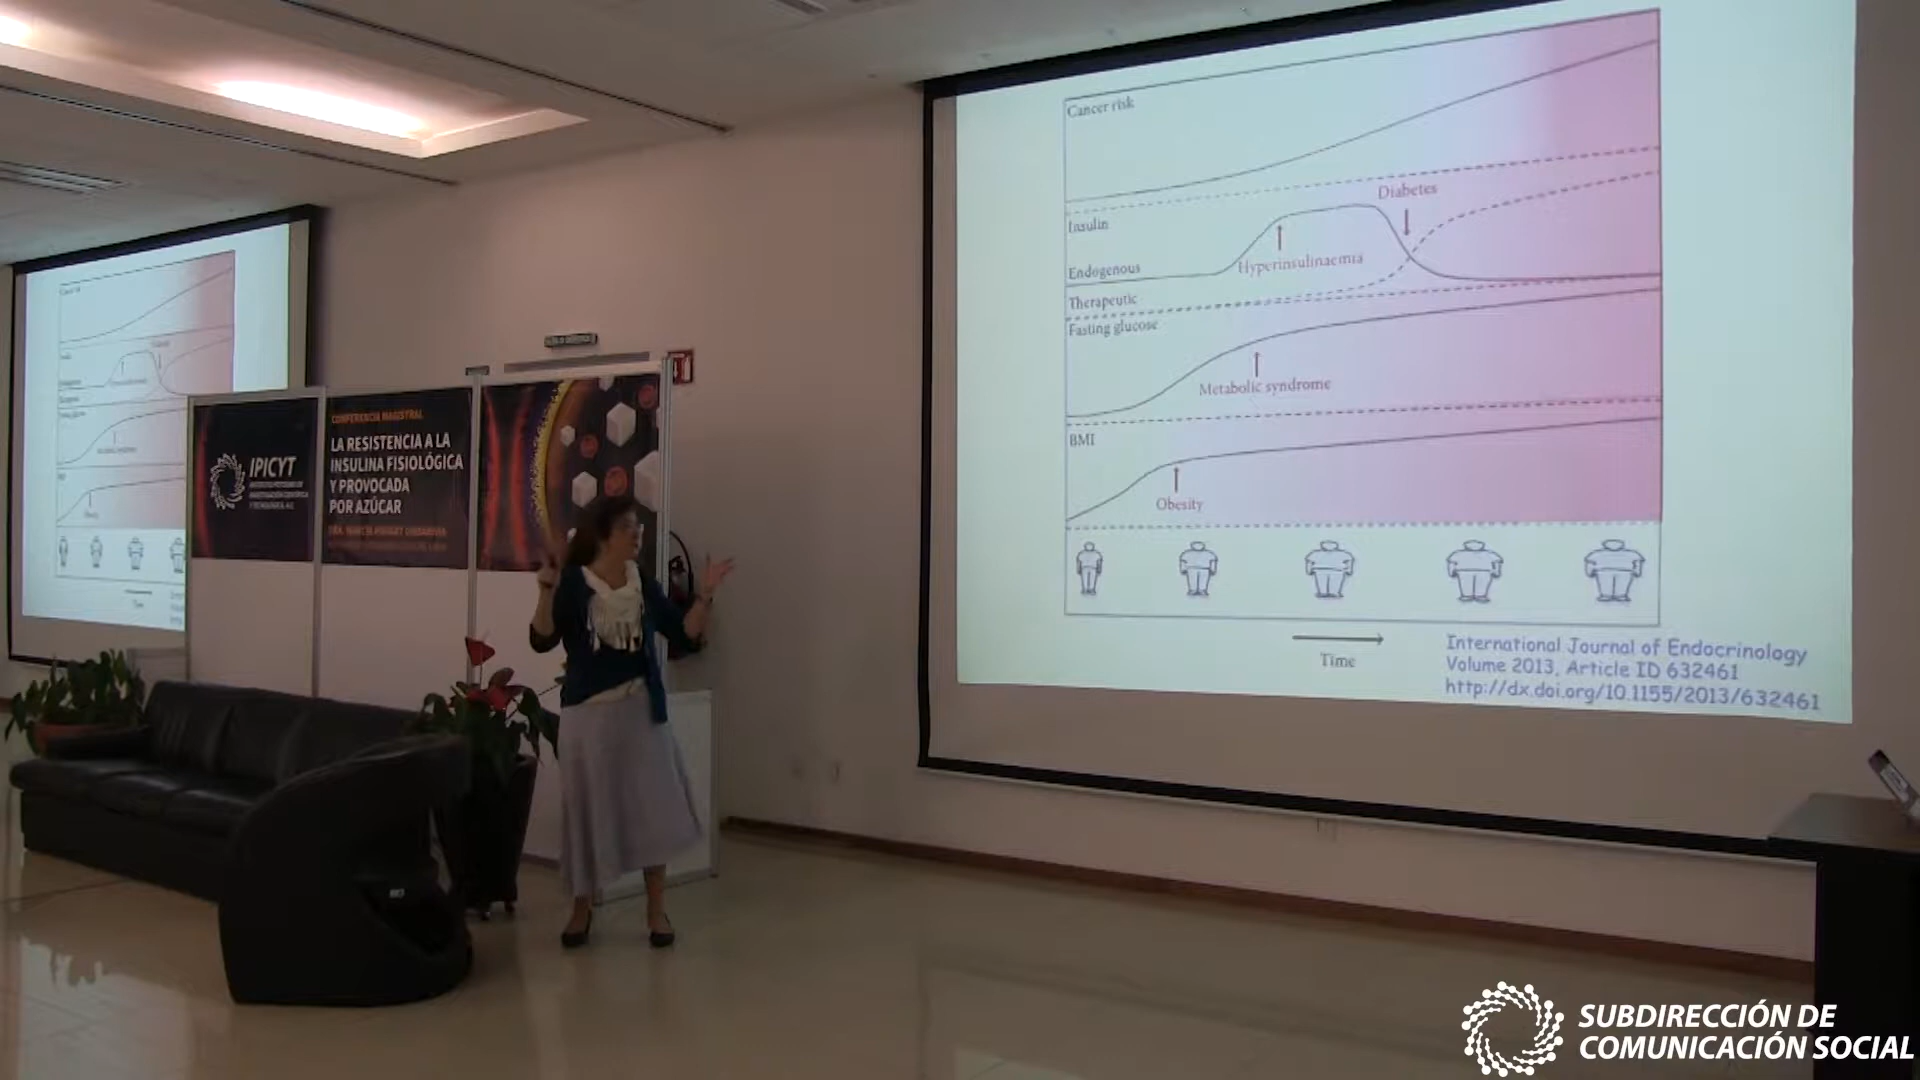 Cancer risk
Diabetes
Insulin
Hyperinsulinaemia
Endogenous
Therapeutic
Fasting glucose
Metabolic syndrome
BMI
Obesity
Time
International Journal of Endocrinology
Volume 2013, Article ID 632461
http://dx.doi.org/10.1155/2013/632461
IPICYT
CONFERENCIA MAGISTRAL
LA RESISTENCIA A LA
INSULINA FISIOLÓGICA
Y PROVOCADA
POR AZÚCAR
SUBDIRECCIÓN DE
COMUNICACIÓN SOCIAL